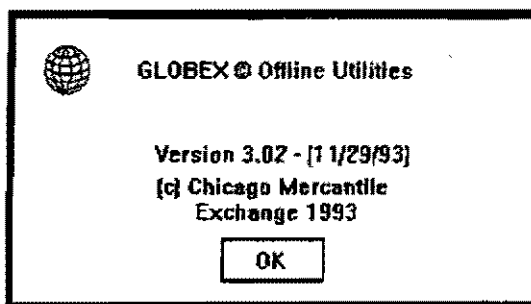 GLOBEX © Offline Utilities
Version 3.02 - [11/29/93]
(c) Chicago Mercantile
Exchange 1993
OK